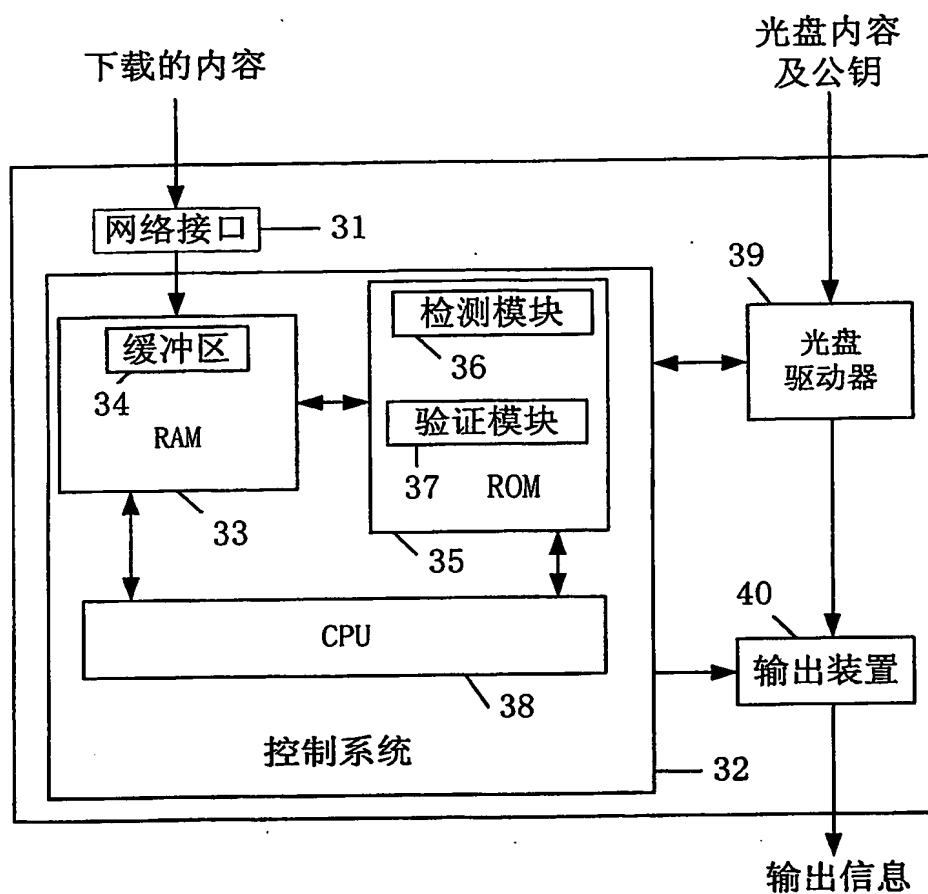 下载的内容
光盘内容
及公钥
网络接口
31
39
检测模块
缓冲区
36
光盘
驱动器
34
验证模块
RAM
37
ROM
33
35
40
CPU
输出装置
38
控制系统
32
输出信息